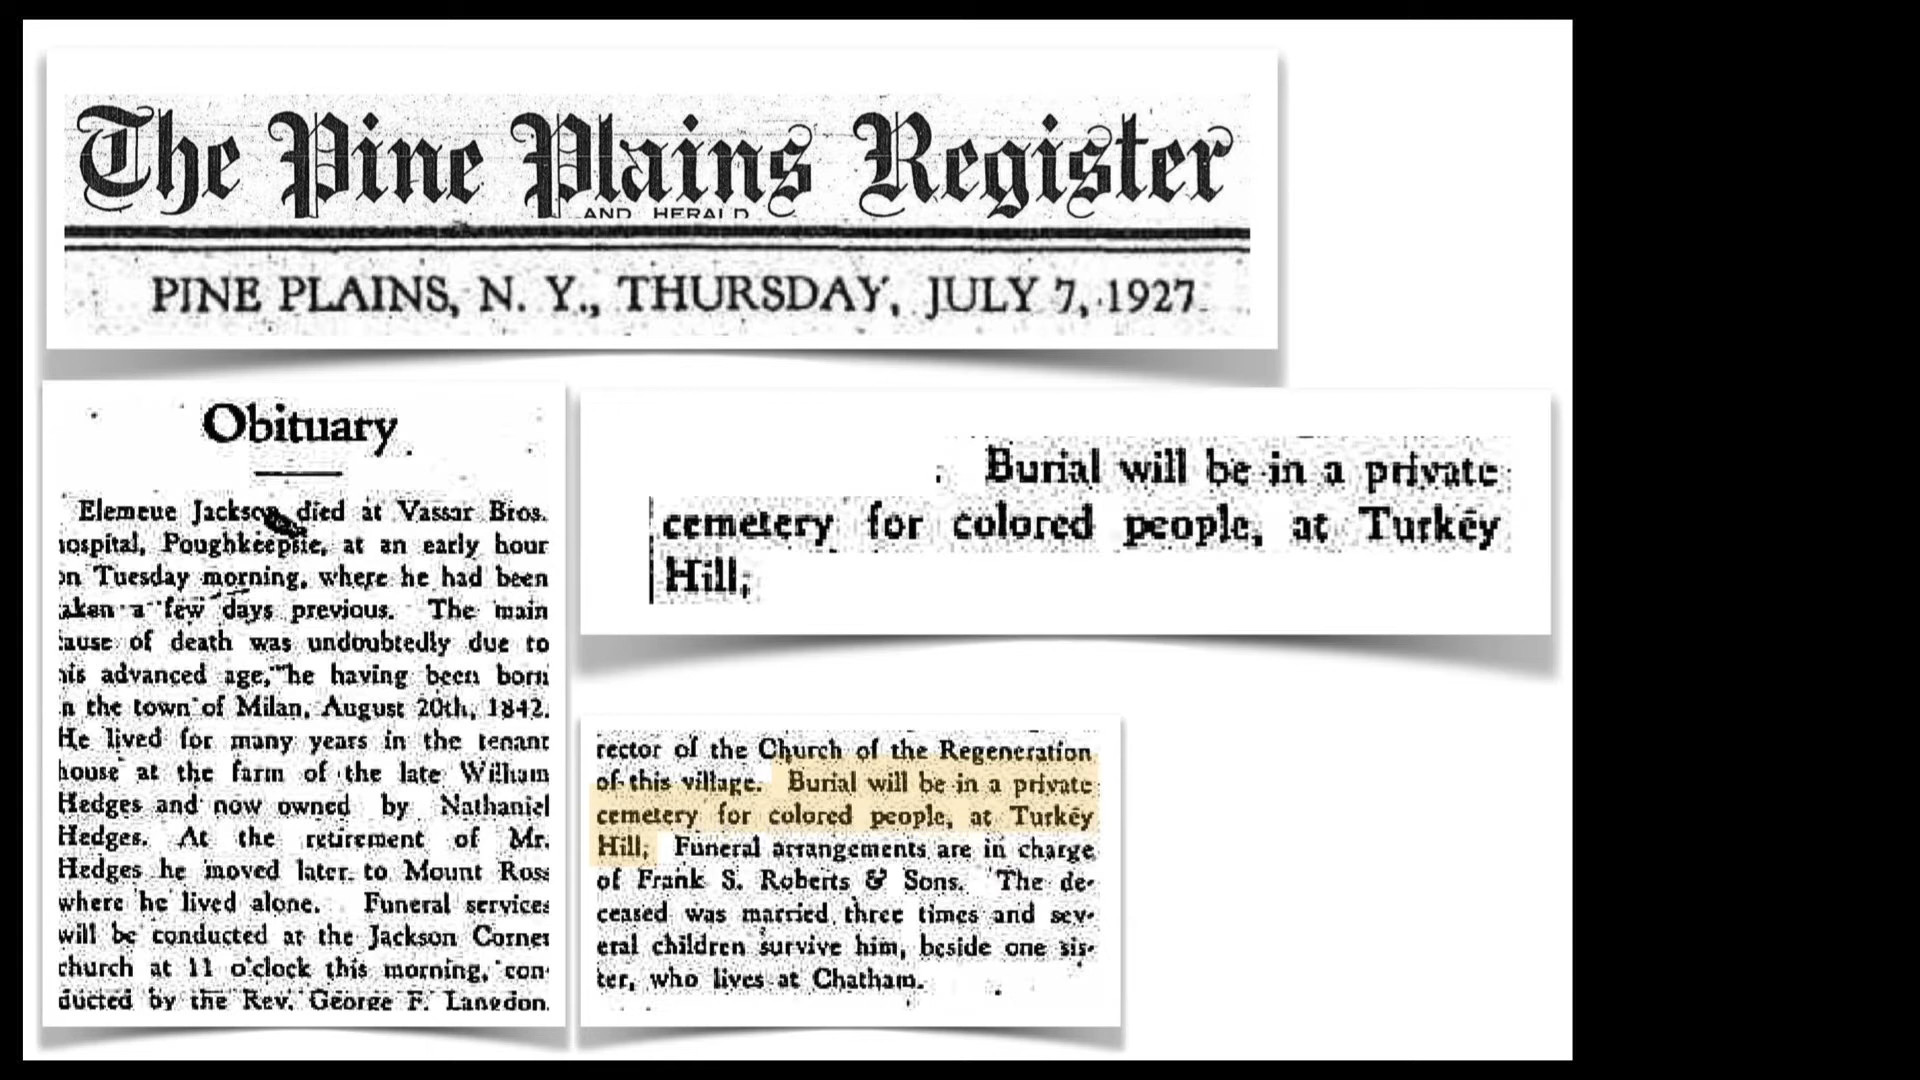 The Pine Plains Register
AND HERALD
PINE PLAINS, N. Y., THURSDAY, JULY 7, 1927.
Obituary
Elemeue Jackson died at Vassar Bros.
ospital, Poughkeepsie, at an early hour
on Tuesday morning, where he had been
aken a few days previous. The main
ause of death was undoubtedly due to
his advanced age, he having been born
n the town of Milan, August 20th, 1842.
He lived for many years in the tenant
house at the farm of the late William
Hedges and now owned by Nathaniel
Hedges. At the retirement of Mr.
Hedges he moved later to Mount Ross
where he lived alone. Funeral services
will be conducted at the Jackson Corner
church at 11 o'clock this morning, con-
ducted by the Rev. George F. Langdon,
Burial will be in a private
cemetery for colored people, at Turkey
Hill;
rector of the Church of the Regeneration
of this village. Burial will be in a private
cemetery for colored people, at Turkey
Hill; Funeral arrangements are in charge
of Frank S. Roberts & Sons. The de-
ceased was married three times and sev-
eral children survive him, beside one sis-
ter, who lives at Chatham.